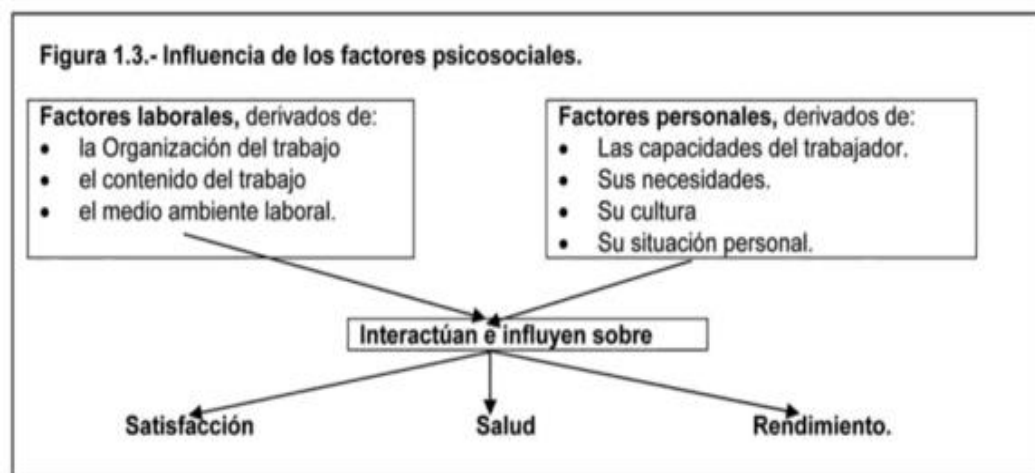 Figura 1.3.- Influencia de los factores psicosociales.
Factores laborales, derivados de:
• la Organización del trabajo
• el contenido del trabajo
• el medio ambiente laboral.
Factores personales, derivados de:
• Las capacidades del trabajador.
• Sus necesidades.
• Su cultura
• Su situación personal.
Interactúan e influyen sobre
Satisfacción
Salud
Rendimiento.